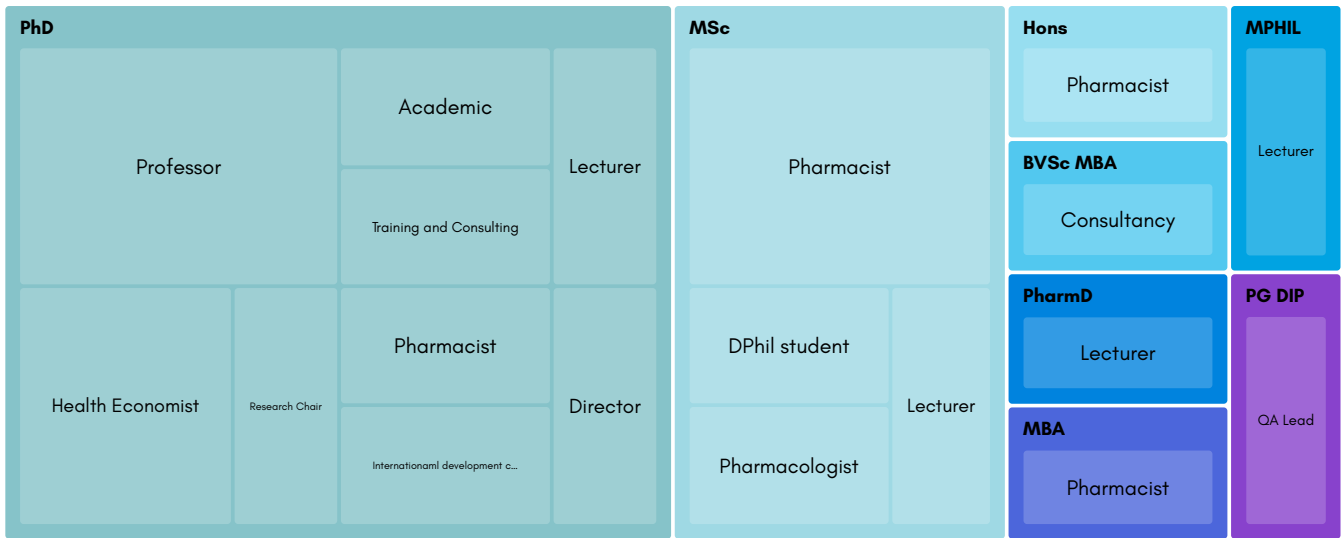 PhD
Professor
Academic
Training and Consulting
Lecturer
Health Economist
Research Chair
Pharmacist
Internationaml development c...
Director
MSc
Pharmacist
DPhil student
Pharmacologist
Lecturer
Hons
Pharmacist
BVSc MBA
Consultancy
PharmD
Lecturer
MBA
Pharmacist
MPHIL
Lecturer
PG DIP
QA Lead